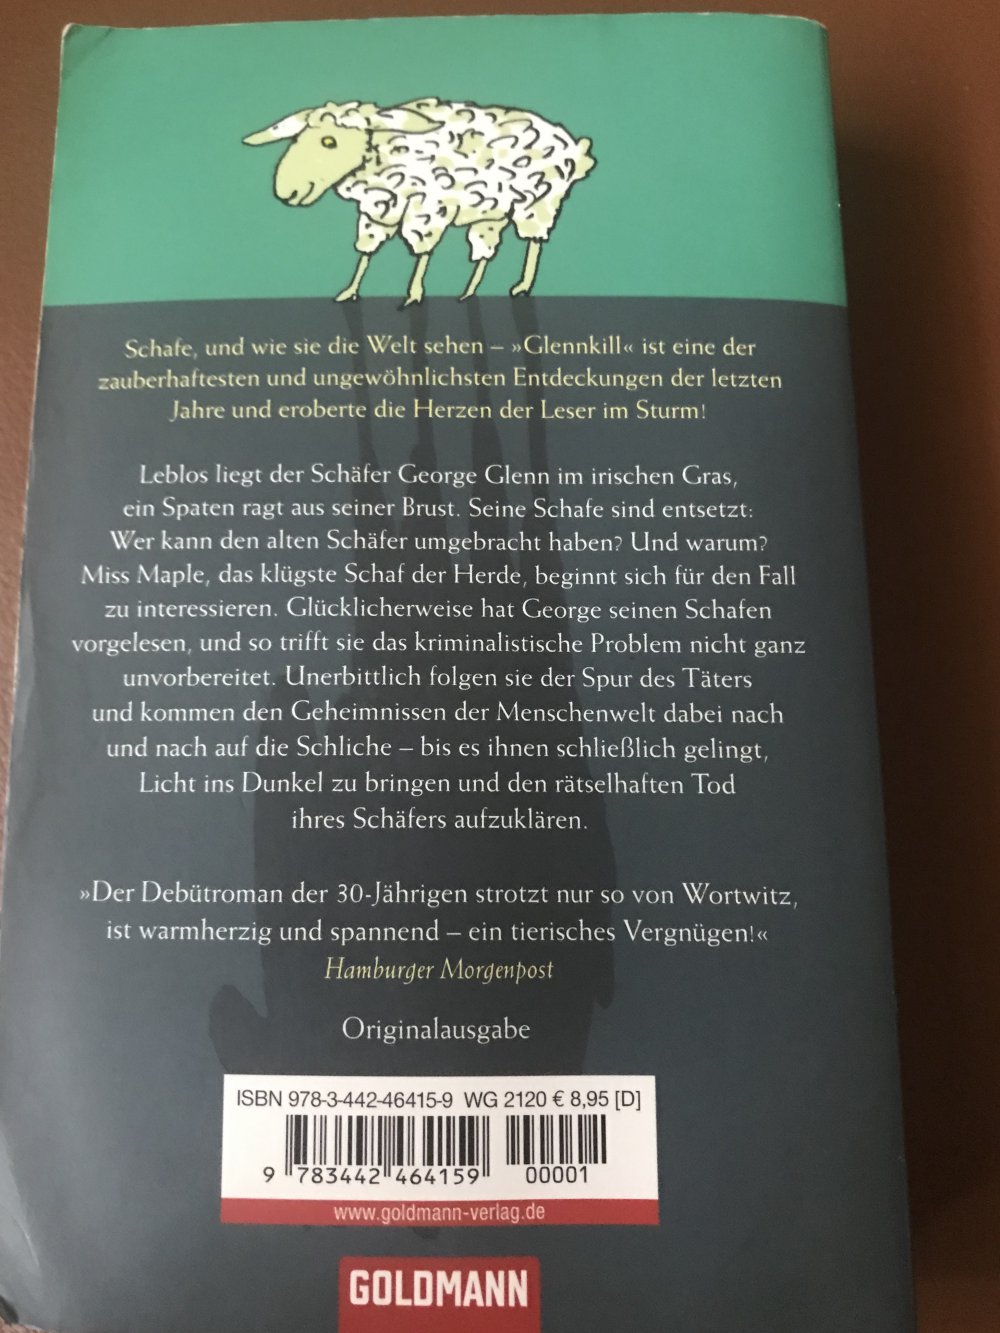 Schafe, und wie sie die Welt sehen – »Glennkill« ist eine der
zauberhaftesten und ungewöhnlichsten Entdeckungen der letzten
Jahre und eroberte die Herzen der Leser im Sturm!
Leblos liegt der Schäfer George Glenn im irischen Gras,
ein Spaten ragt aus seiner Brust. Seine Schafe sind entsetzt:
Wer kann den alten Schäfer umgebracht haben? Und warum?
Miss Maple, das klügste Schaf der Herde, beginnt sich für den Fall
zu interessieren. Glücklicherweise hat George seinen Schafen
vorgelesen, und so trifft sie das kriminalistische Problem nicht ganz
unvorbereitet. Unerbittlich folgen sie der Spur des Täters
und kommen den Geheimnissen der Menschenwelt dabei nach
und nach auf die Schliche – bis es ihnen schließlich gelingt,
Licht ins Dunkel zu bringen und den rätselhaften Tod
ihres Schäfers aufzuklären.
»Der Debütroman der 30-Jährigen strotzt nur so von Wortwitz,
ist warmherzig und spannend – ein tierisches Vergnügen!«
Hamburger Morgenpost
Originalausgabe
ISBN 978-3-442-46415-9 WG 2120 € 8,95 [D]
9 783442 464159 00001
www.goldmann-verlag.de
GOLDMANN